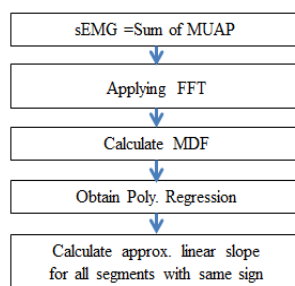 sEMG =Sum of MUAP
Applying FFT
Calculate MDF
Obtain Poly. Regression
Calculate approx. linear slope
for all segments with same sign